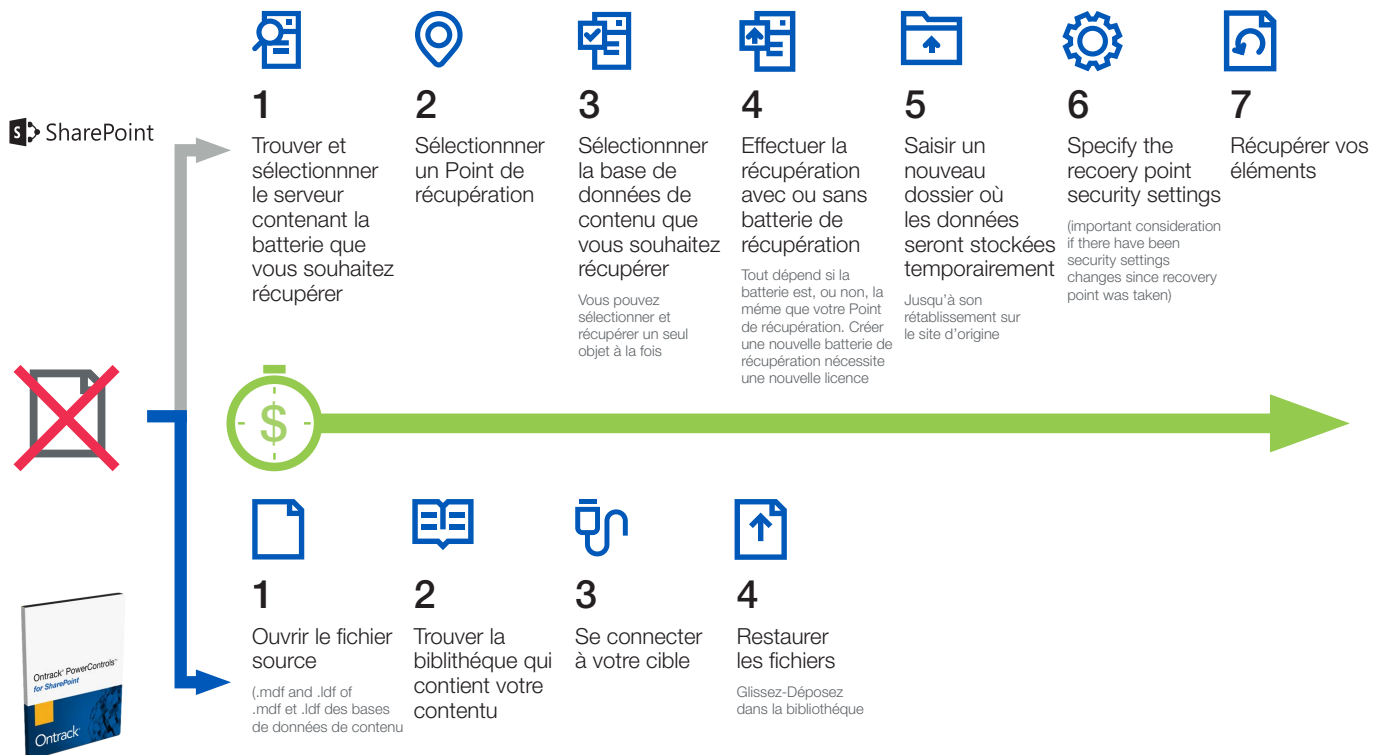 S SharePoint
1
Trouver et
sélectionnner
le serveur
contenant la
batterie que
vous souhaitez
récupérer
2
Sélectionnner
un Point de
récupération
3
Sélectionnner
la base de
données de
contenu que
vous souhaitez
récupérer
Vous pouvez
sélectionner et
récupérer un seul
objet à la fois
4
Effectuer la
récupération
avec ou sans
batterie de
récupération
Tout dépend si la
batterie est, ou non, la
méme que votre Point
de récupération. Créer
une nouvelle batterie de
récupération nécessite
une nouvelle licence
5
Saisir un
nouveau
dossier où
les données
seront stockées
temporairement
Jusqu'à son
rétablissement sur
le site d'origine
6
Specify the
recoery point
security settings
(important consideration
if there have been
security settings
changes since recovery
point was taken)
7
Récupérer vos
éléments
$
1
Ouvrir le fichier
source
(.mdf and .ldf of
.mdf et .ldf des bases
de données de contenu
2
Trouver la
biblithéque qui
contient votre
contentu
3
Se connecter
à votre cible
4
Restaurer
les fichiers
Glissez-Déposez
dans la bibliothéque
Ontrack® PowerControls™
for SharePoint
Ontrack